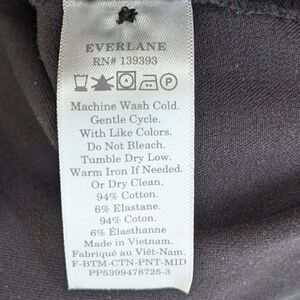 EVERLANE
RN# 139393
P
Machine Wash Cold.
Gentle Cycle.
With Like Colors.
Do Not Bleach.
Tumble Dry Low.
Warm Iron If Needed.
Or Dry Clean.
94% Cotton.
6% Elastane.
94% Coton.
6% Élasthanne
Made in Vietnam.
Fabriqué au Viêt-Nam.
F-BTM-CTN-PNT-MID
PP5399478725-3